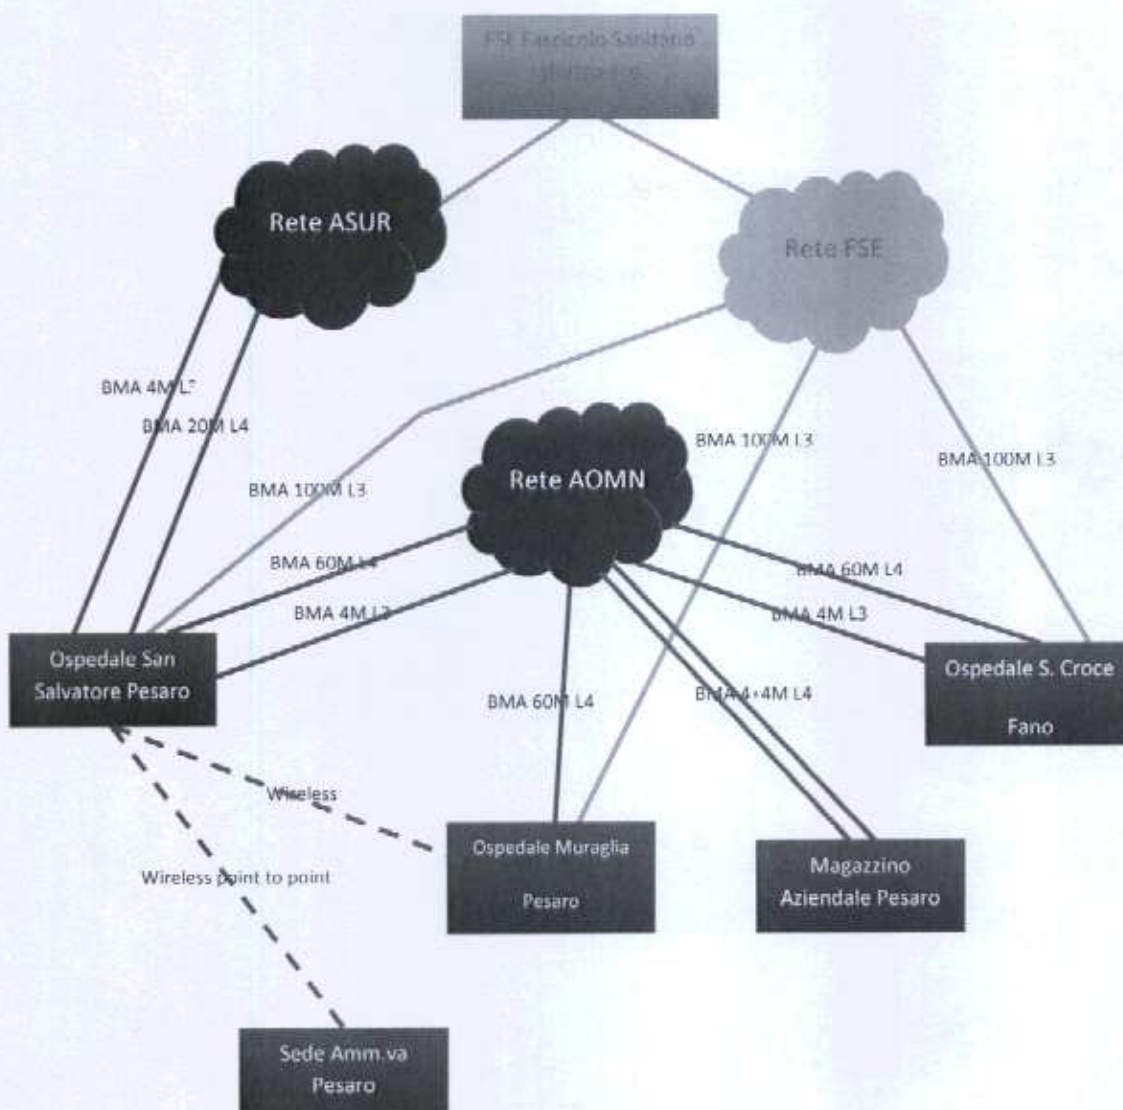 FSE Fascicolo Sanitario
Rete ASUR
Rete FSE
BMA 4M
BMA 20M L4
BMA 100M L3
BMA 100M L3
BMA 100M L3
Rete AOMN
BMA 60M L4
BMA 4M L3
BMA 60M L4
BMA 4M L3
Ospedale San
Salvatore Pesaro
Ospedale S. Croce
Fano
BMA 60M L4
BMA 4+4M L4
Wireless
Wireless point to point
Ospedale Muraglia
Pesaro
Magazzino
Aziendale Pesaro
Sede Amm.va
Pesaro